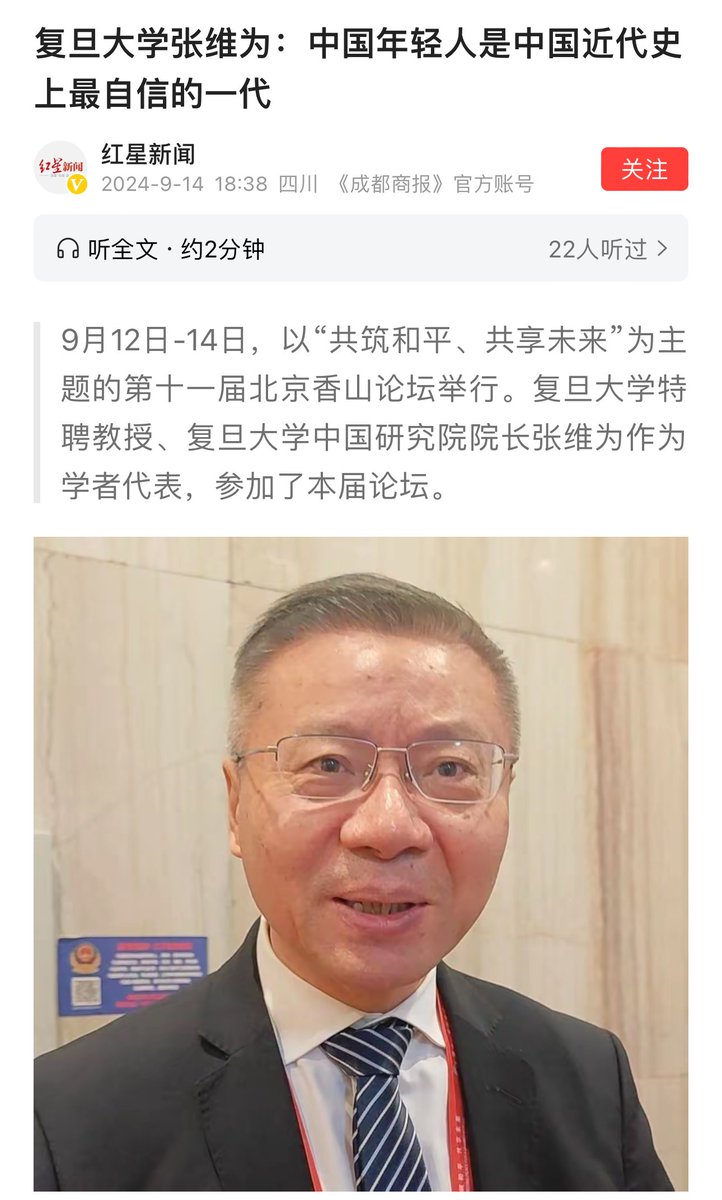 复旦大学张维为：中国年轻人是中国近代史
上最自信的一代
红星新闻
红星新闻
2024-9-14 18:38 四川 《成都商报》官方账号
关注
听全文 · 约2分钟
22人听过
9月12日-14日，以“共筑和平、共享未来”为主
题的第十一届北京香山论坛举行。复旦大学特
聘教授、复旦大学中国研究院院长张维为作为
学者代表，参加了本届论坛。